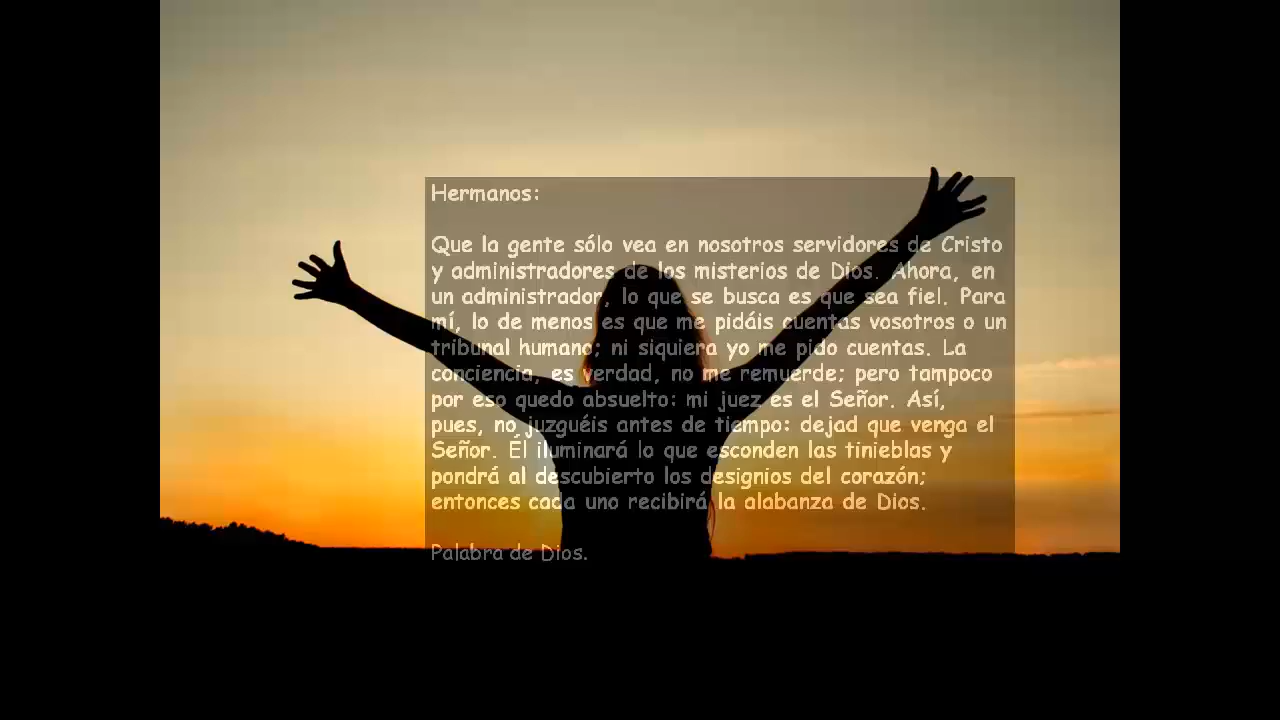 Hermanos:
Que la gente sólo vea en nosotros servidores de Cristo
y administradores de los misterios de Dios. Ahora, en
un administrador, lo que se busca es que sea fiel. Para
mí, lo de menos es que me pidáis cuentas vosotros o un
tribunal humano; ni siquiera yo me pido cuentas. La
conciencia, es verdad, no me remuerde; pero tampoco
por eso quedo absuelto: mi juez es el Señor. Así,
pues, no juzguéis antes de tiempo: dejad que venga el
Señor. Él iluminará lo que esconden las tinieblas y
pondrá al descubierto los designios del corazón;
entonces cada uno recibirá la alabanza de Dios.
Palabra de Dios.